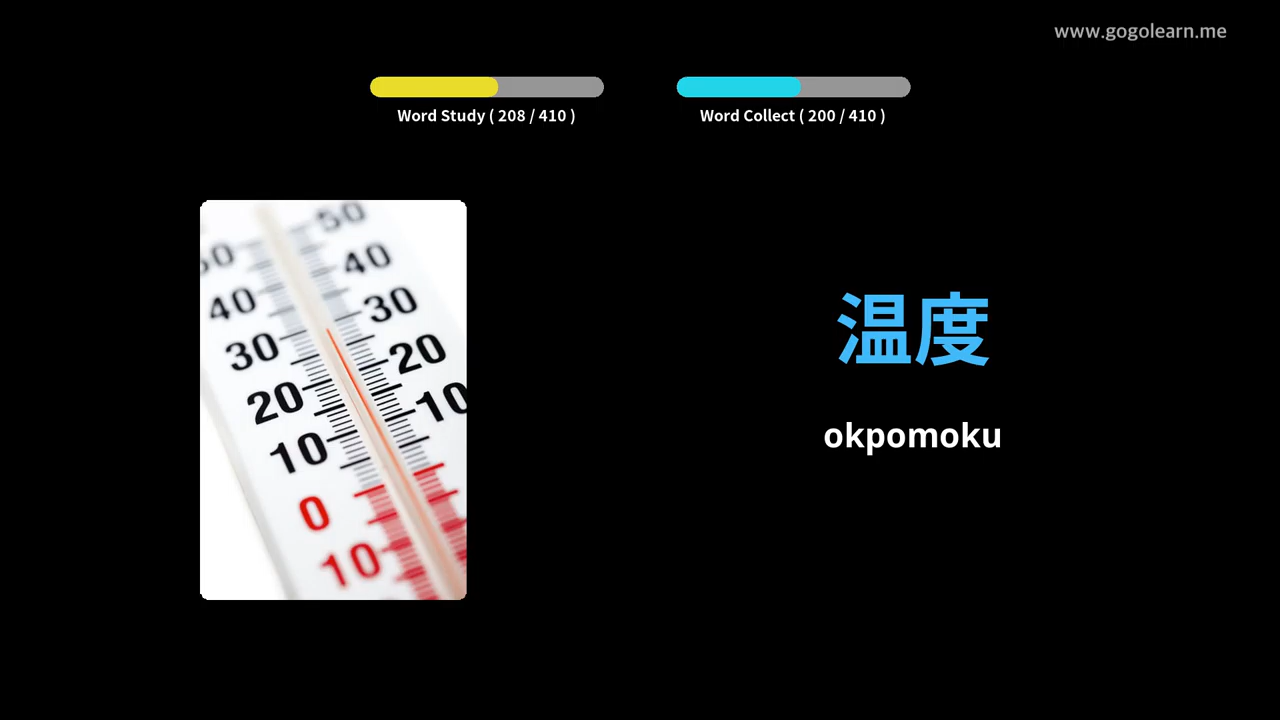 www.gogolearn.me
Word Study ( 208 / 410 )
Word Collect ( 200 / 410 )
50
40
40
30
30
20
20
10
10
0
10
温度
okpomoku